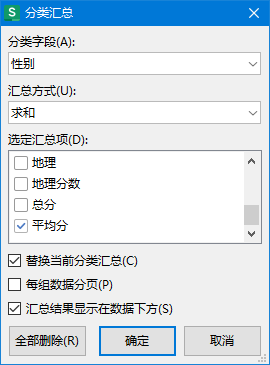 S 分类汇总
分类字段(A):
性别
汇总方式(U):
求和
选定汇总项(D):
地理
地理分数
总分
平均分
替换当前分类汇总(C)
每组数据分页(P)
汇总结果显示在数据下方(S)
全部删除(R) 确定 取消